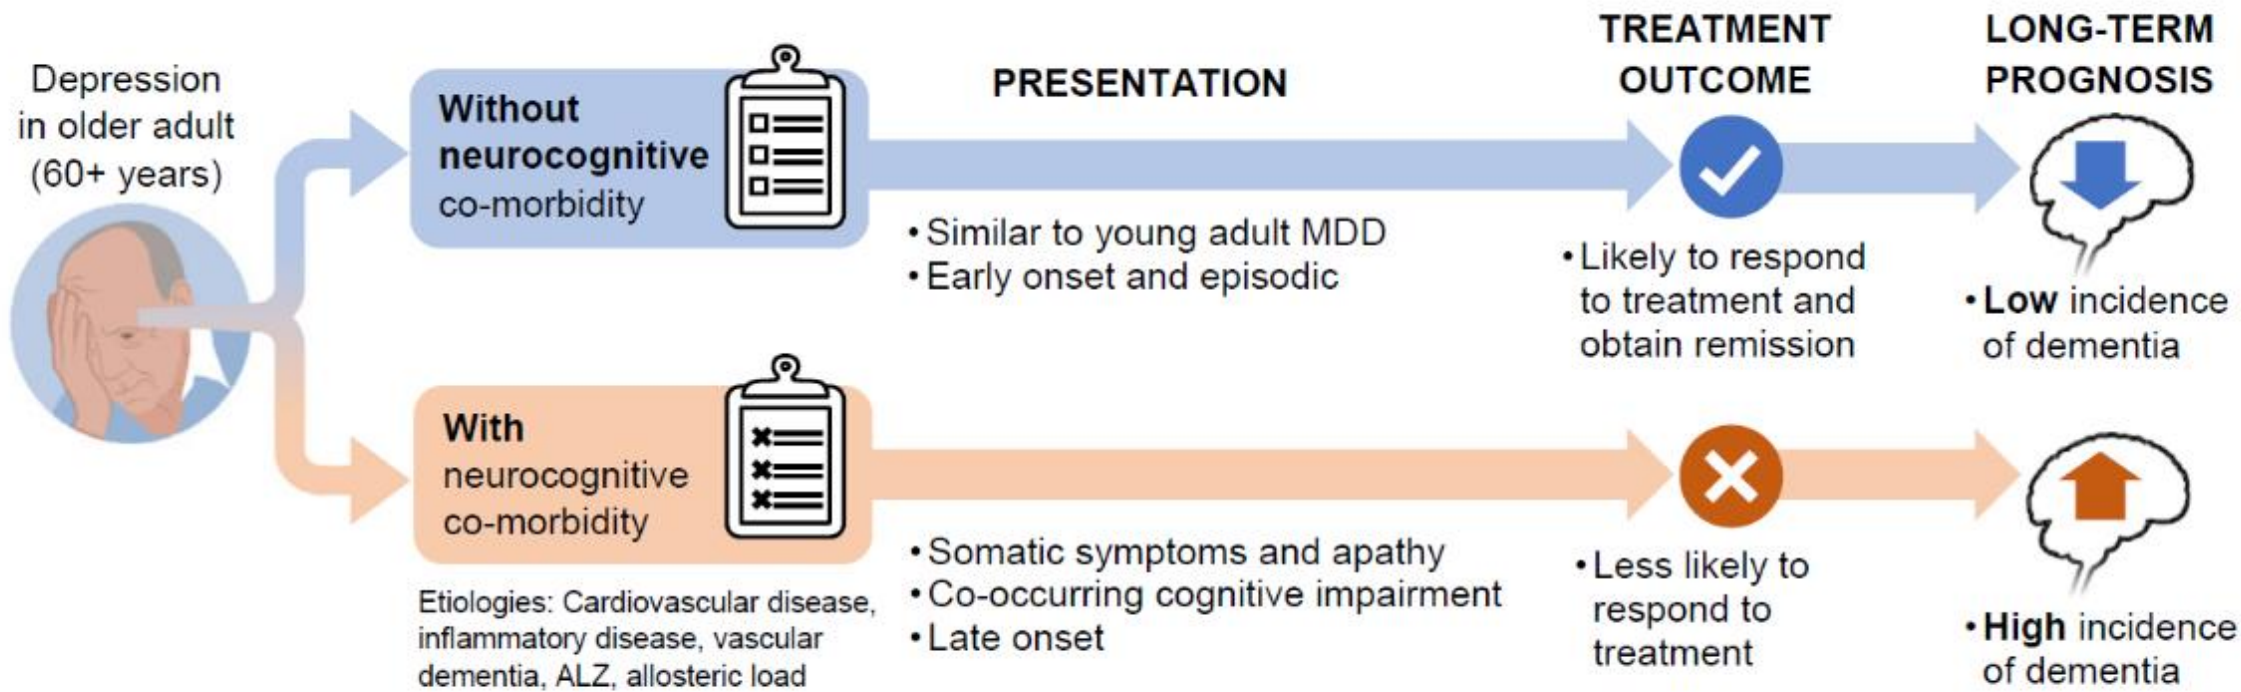 Depression
in older adult
(60+ years)
Without
neurocognitive
co-morbidity
PRESENTATION
• Similar to young adult MDD
• Early onset and episodic
TREATMENT
OUTCOME
• Likely to respond
to treatment and
obtain remission
LONG-TERM
PROGNOSIS
• Low incidence
of dementia
With
neurocognitive
co-morbidity
Etiologies: Cardiovascular disease,
inflammatory disease, vascular
dementia, ALZ, allosteric load
• Somatic symptoms and apathy
• Co-occurring cognitive impairment
• Late onset
• Less likely to
respond to
treatment
• High incidence
of dementia